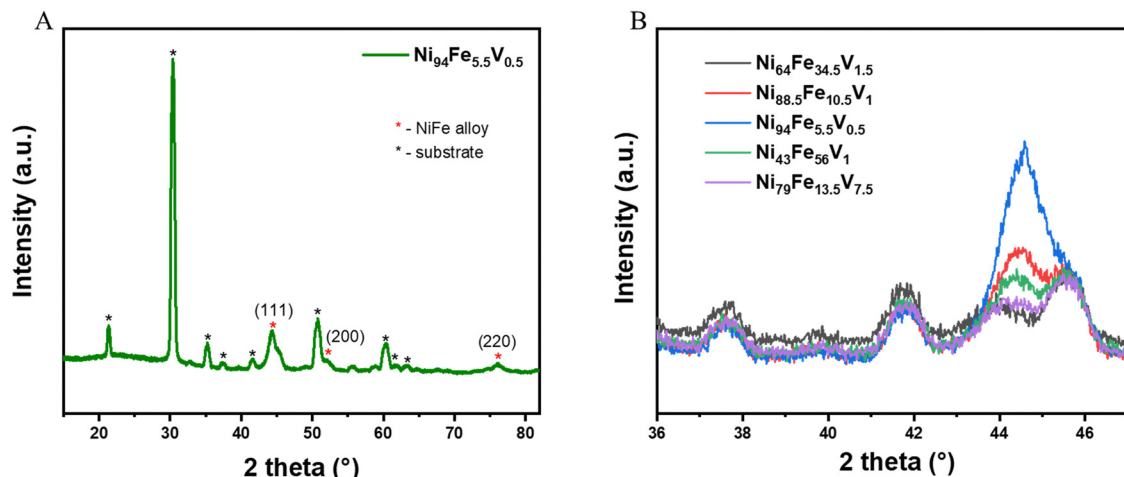 A
Intensity (a.u.)
Ni94Fe5.5V0.5
* - NiFe alloy
* - substrate
*
*
*
*
*
(111)
*
*
(200)
*
*
*
*
(220)
*
20 30 40 50 60 70 80
2 theta (°)
B
Intensity (a.u.)
Ni64Fe34.5V1.5
Ni88.5Fe10.5V1
Ni94Fe5.5V0.5
Ni43Fe56V1
Ni79Fe13.5V7.5
36 38 40 42 44 46
2 theta (°)